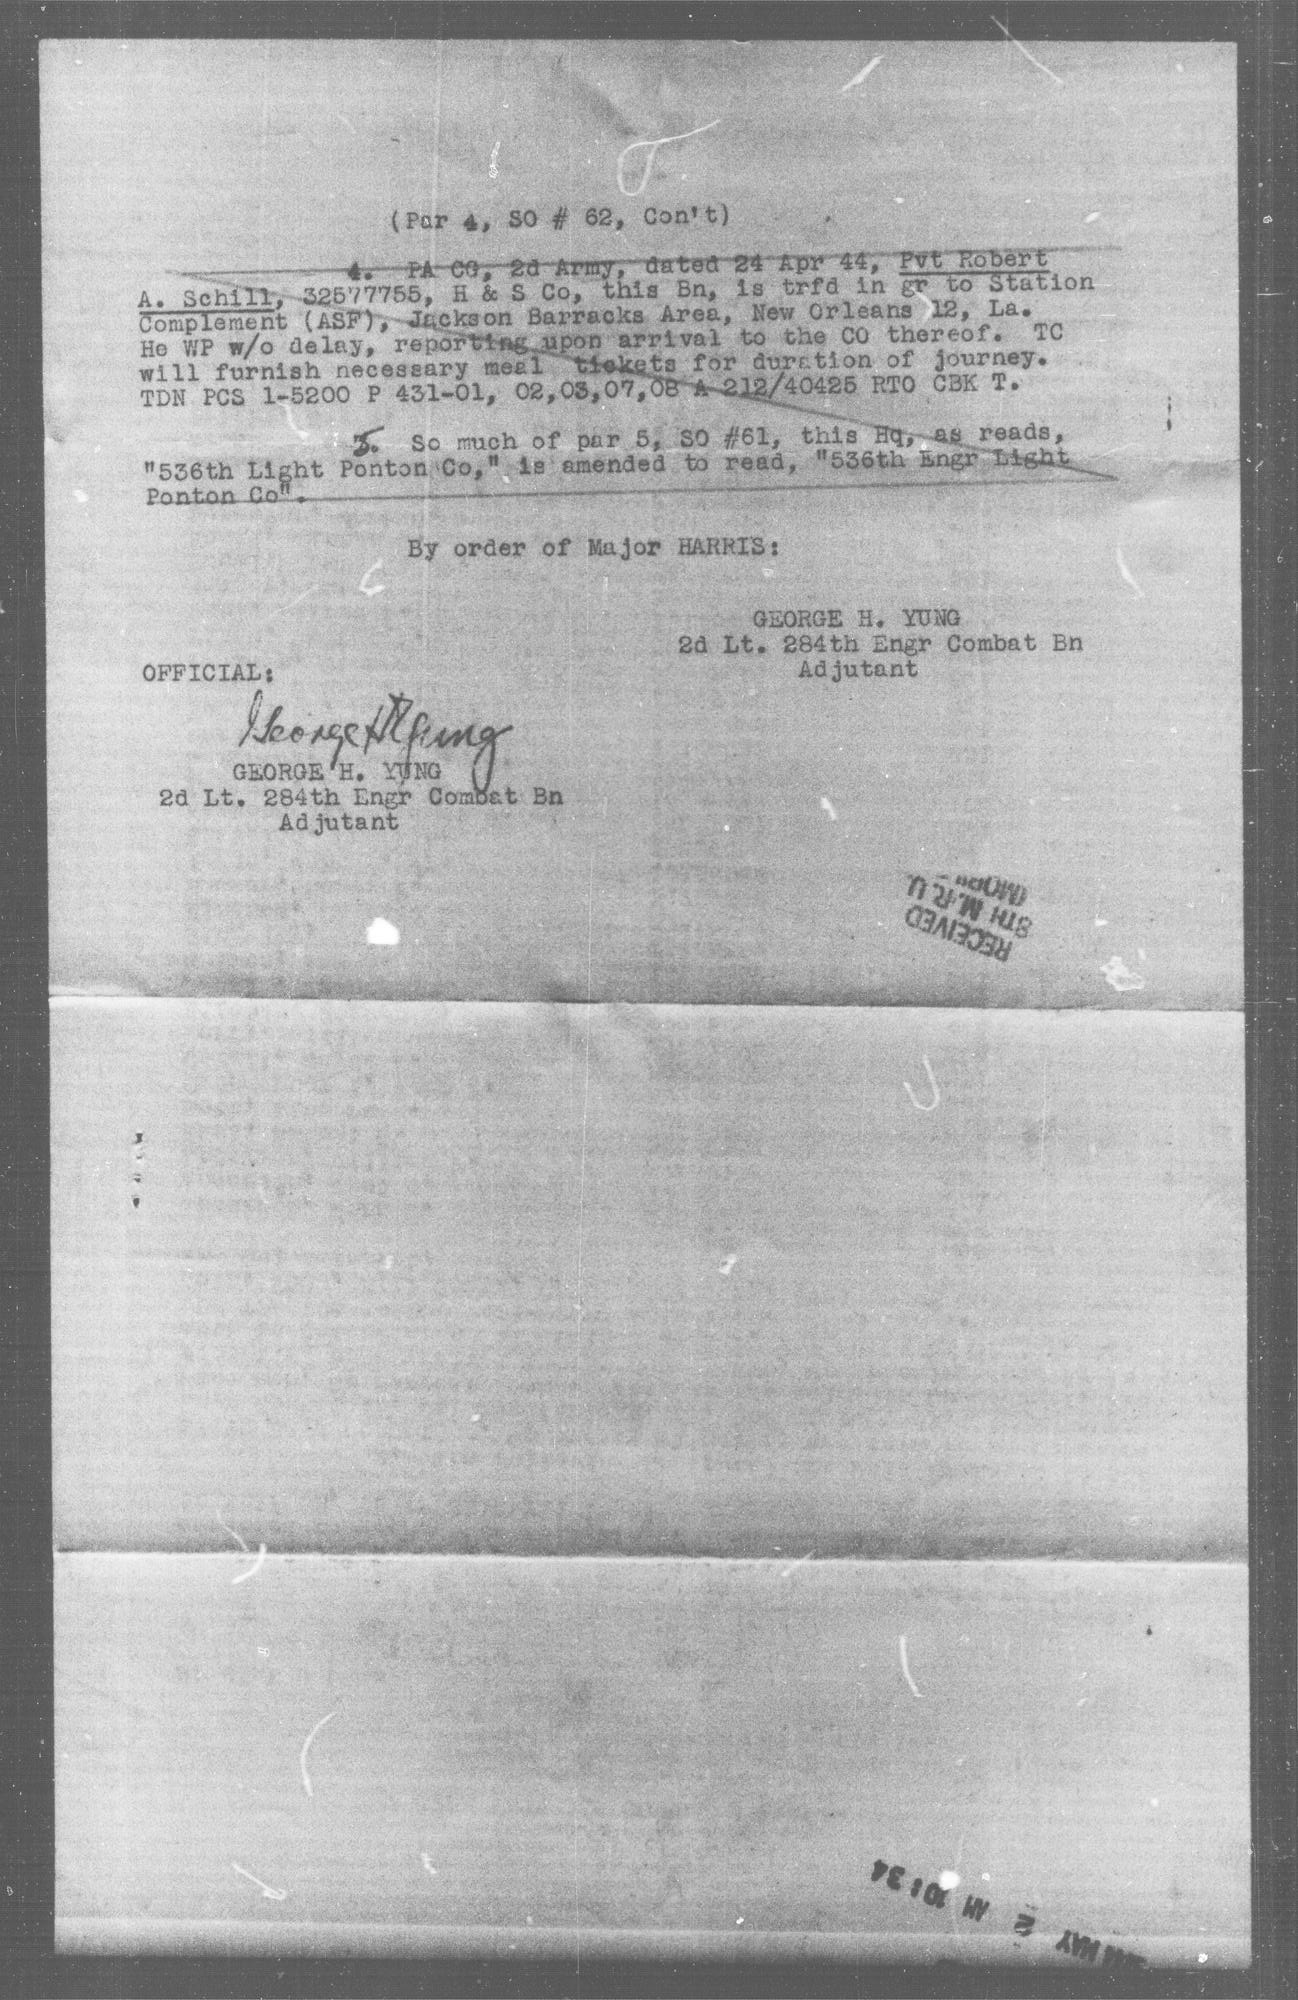 (Par 4, SO # 62, Con't)
4. PA CG, 2d Army, dated 24 Apr 44, Pvt Robert
A. Schill, 32577755, H & S Co, this Bn, is trfd in gr to Station
Complement (ASF), Jackson Barracks Area, New Orleans 12, La.
He WP w/o delay, reporting upon arrival to the CO thereof. TC
will furnish necessary meal tickets for duration of journey.
TDN PCS 1-5200 P 431-01, 02,03,07,08 A 212/40425 RTO CBK T.
5. So much of par 5, SO #61, this Hq, as reads,
"536th Light Ponton Co," is amended to read, "536th Engr Light
Ponton Co".
By order of Major HARRIS:
GEORGE H. YUNG
2d Lt. 284th Engr Combat Bn
Adjutant
OFFICIAL:
George H Yung
GEORGE H. YUNG
2d Lt. 284th Engr Combat Bn
Adjutant
RECEIVED
8TH M. R. U.
MAY 2 AM 10:34